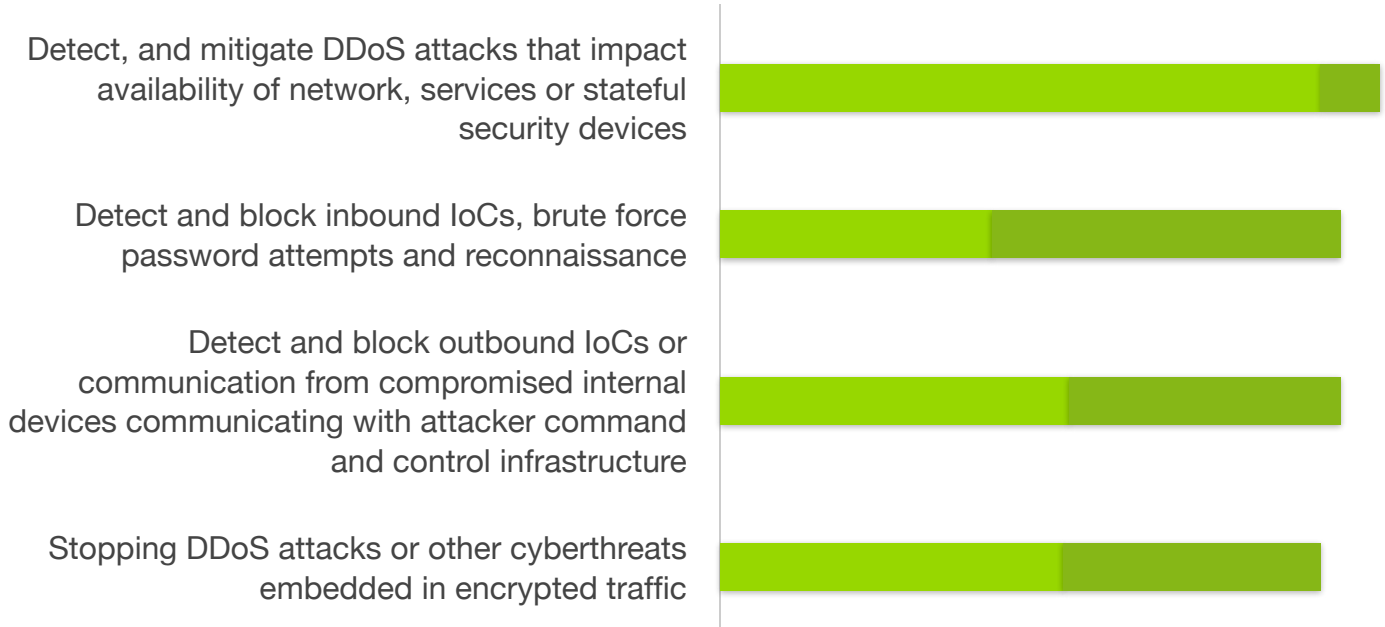 Detect, and mitigate DDoS attacks that impact
availability of network, services or stateful
security devices
Detect and block inbound IoCs, brute force
password attempts and reconnaissance
Detect and block outbound IoCs or
communication from compromised internal
devices communicating with attacker command
and control infrastructure
Stopping DDoS attacks or other cyberthreats
embedded in encrypted traffic